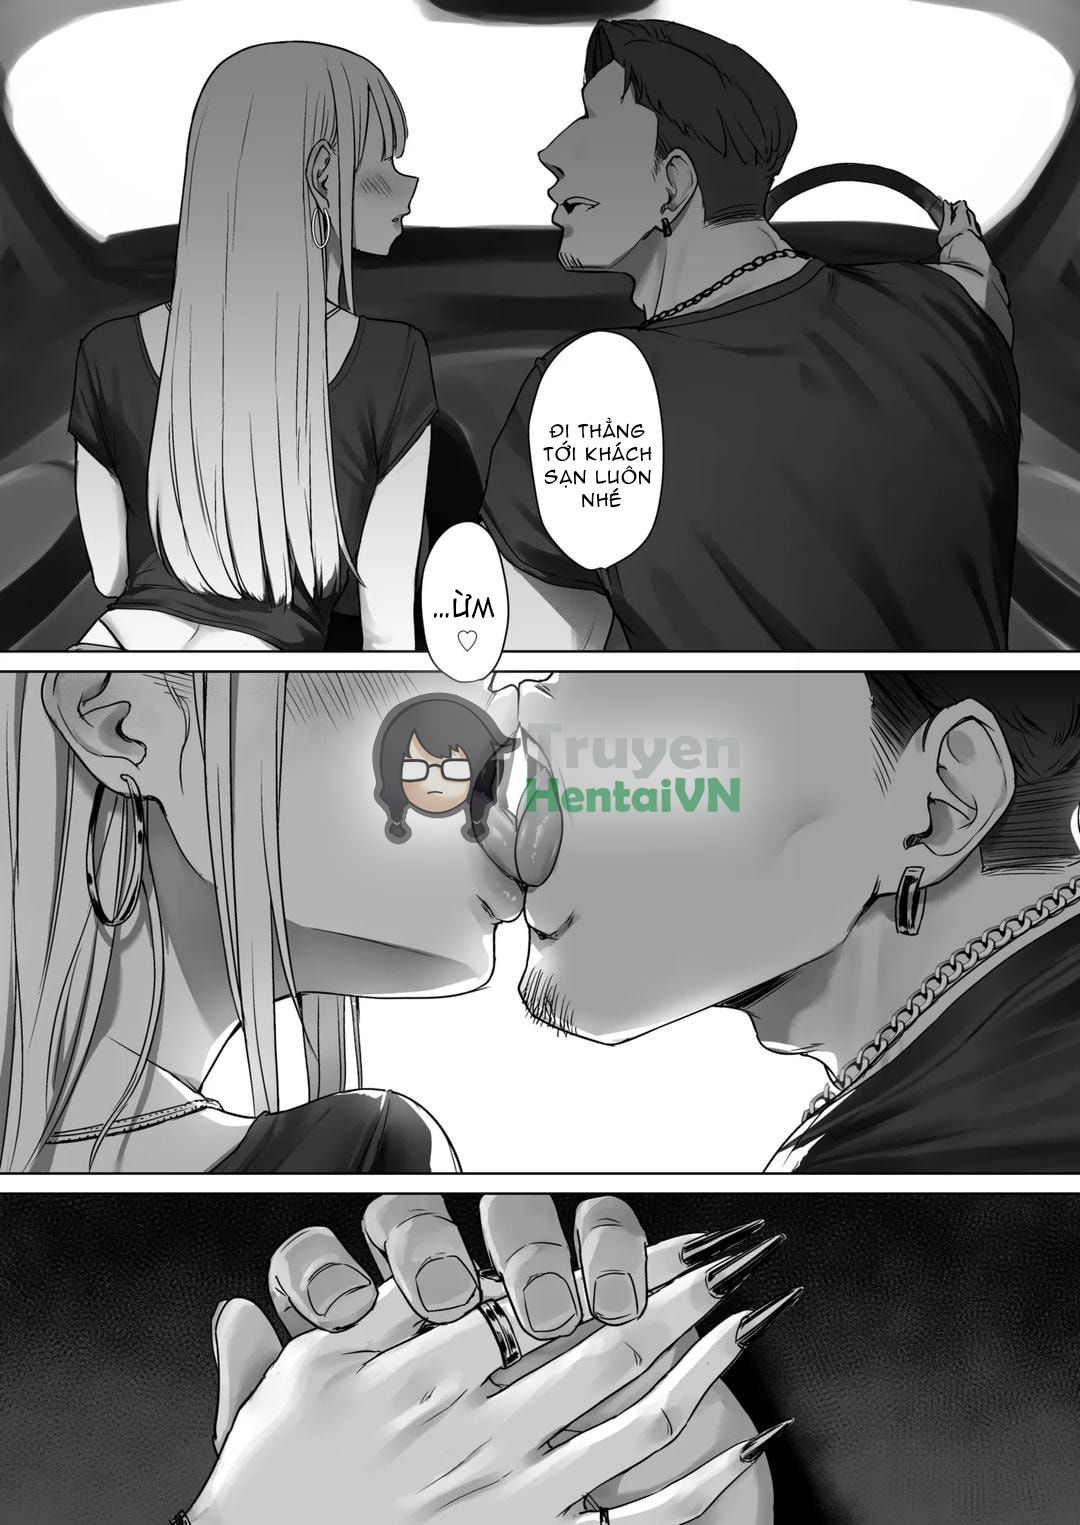 ĐI THẲNG
TỚI KHÁCH
SẠN LUÔN
NHÉ
...ỪM
♡
Truyen
HentaiVN